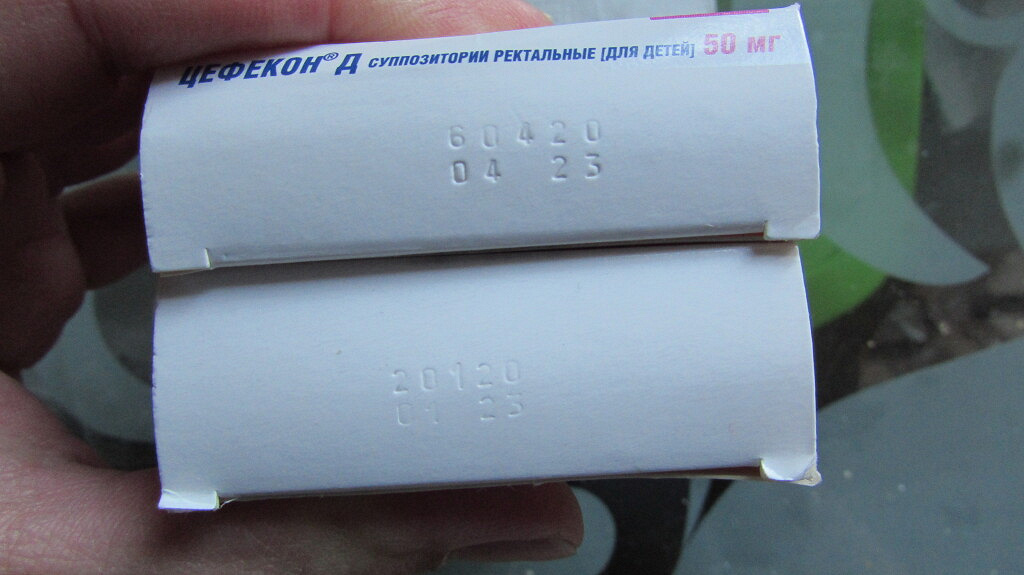 ЦЕФЕКОН® Д СУППОЗИТОРИИ РЕКТАЛЬНЫЕ [ДЛЯ ДЕТЕЙ] 50 мг
60420
04 23
20120
01 23